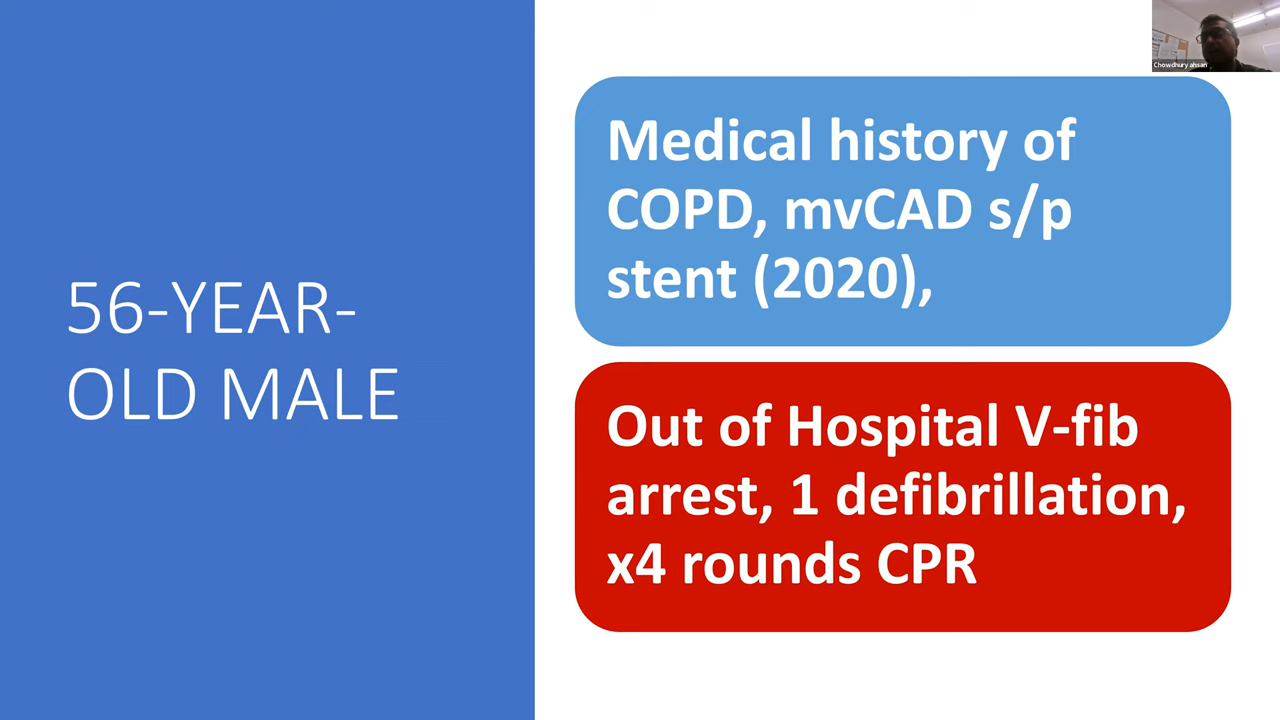 Chowdhury ahsan
56-YEAR-
OLD MALE
Medical history of
COPD, mvCAD s/p
stent (2020),
Out of Hospital V-fib
arrest, 1 defibrillation,
x4 rounds CPR